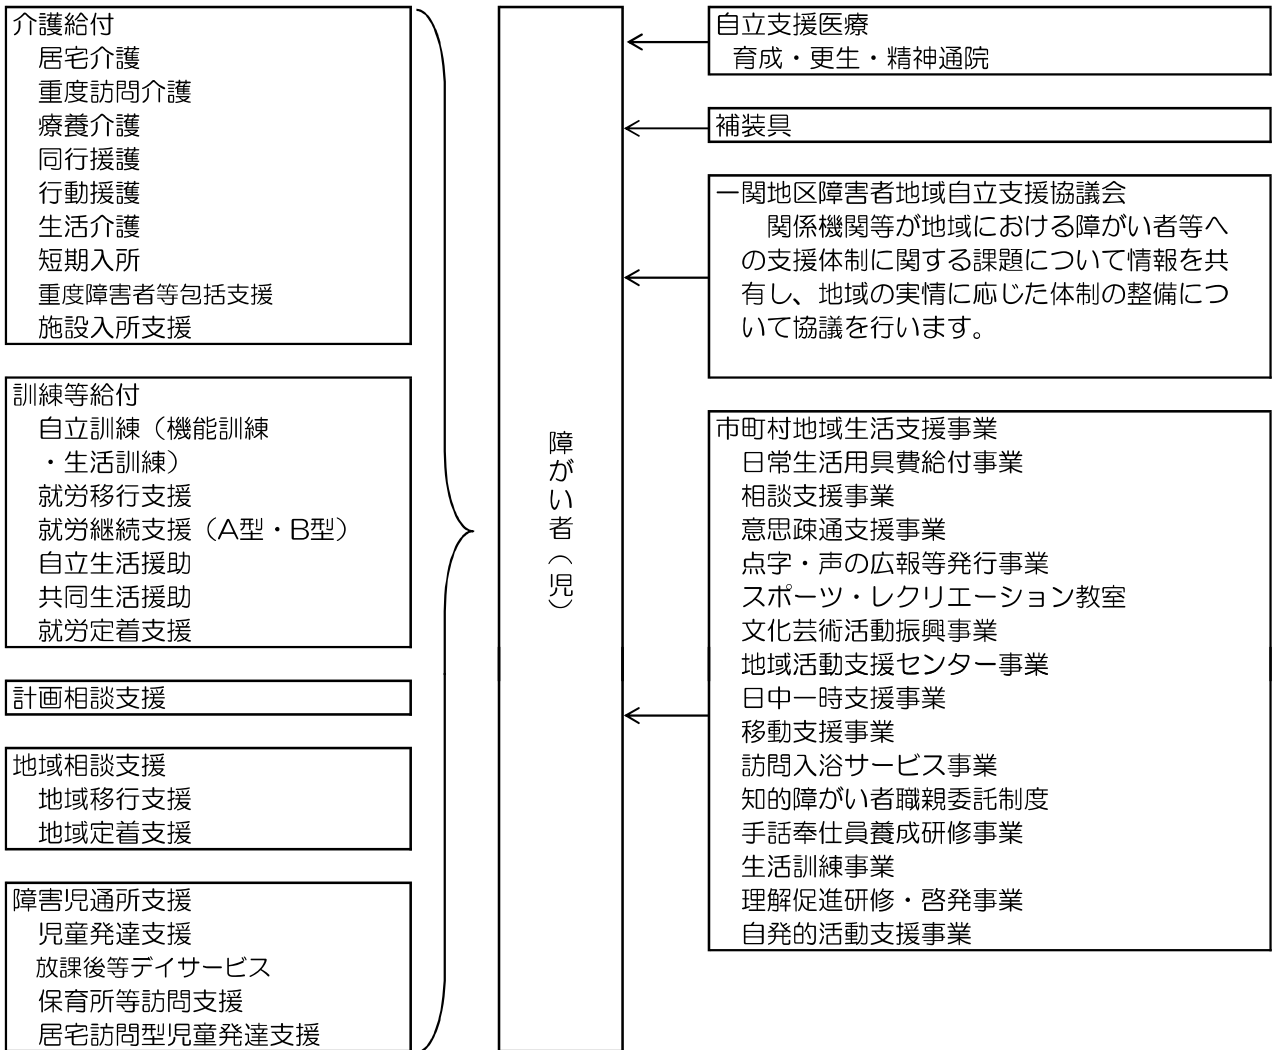 介護給付
居宅介護
重度訪問介護
療養介護
同行援護
行動援護
生活介護
短期入所
重度障害者等包括支援
施設入所支援
訓練等給付
自立訓練（機能訓練
・生活訓練）
就労移行支援
就労継続支援（A型・B型）
自立生活援助
共同生活援助
就労定着支援
計画相談支援
地域相談支援
地域移行支援
地域定着支援
障害児通所支援
児童発達支援
放課後等デイサービス
保育所等訪問支援
居宅訪問型児童発達支援
障がい者（児）
自立支援医療
育成・更生・精神通院
補装具
一関地区障害者地域自立支援協議会
関係機関等が地域における障がい者等へ
の支援体制に関する課題について情報を共
有し、地域の実情に応じた体制の整備につ
いて協議を行います。
市町村地域生活支援事業
日常生活用具費給付事業
相談支援事業
意思疎通支援事業
点字・声の広報等発行事業
スポーツ・レクリエーション教室
文化芸術活動振興事業
地域活動支援センター事業
日中一時支援事業
移動支援事業
訪問入浴サービス事業
知的障がい者職親委託制度
手話奉仕員養成研修事業
生活訓練事業
理解促進研修・啓発事業
自発的活動支援事業